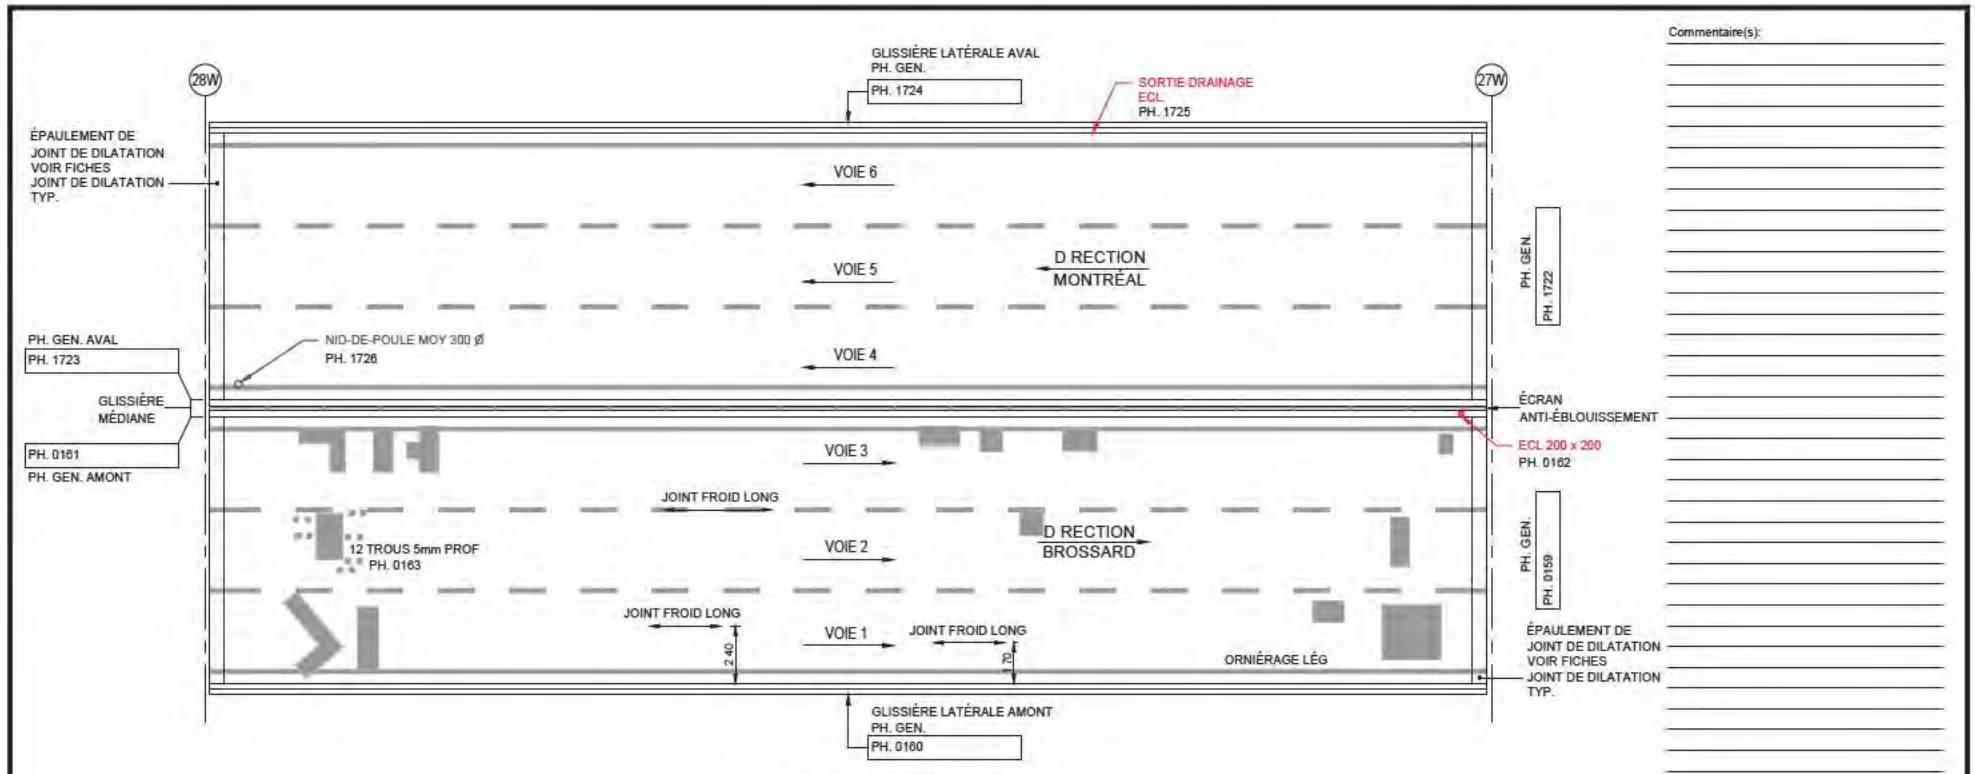 Commentaire(s):
28W
27W
GLISSIÈRE LATÉRALE AVAL
PH. GEN.
PH. 1724
SORTIE DRAINAGE
ECL
PH. 1725
ÉPAULEMENT DE
JOINT DE DILATATION
VOIR FICHES
JOINT DE DILATATION
TYP.
VOIE 6
VOIE 5
D RECTION
MONTRÉAL
PH. GEN.
PH. 1722
PH. GEN. AVAL
PH. 1723
NID-DE-POULE MOY 300 Ø
PH. 1726
VOIE 4
GLISSIÈRE
MÉDIANE
ÉCRAN
ANTI-ÉBLOUISSEMENT
PH. 0161
PH. GEN. AMONT
VOIE 3
ECL 200 x 200
PH. 0162
JOINT FROID LONG
12 TROUS 5mm PROF
PH. 0163
VOIE 2
D RECTION
BROSSARD
PH. GEN.
PH. 0159
JOINT FROID LONG
2 40
VOIE 1
JOINT FROID LONG
1 70
ORNIÉRAGE LÉG
ÉPAULEMENT DE
JOINT DE DILATATION
VOIR FICHES
JOINT DE DILATATION
TYP.
GLISSIÈRE LATÉRALE AMONT
PH. GEN.
PH. 0160